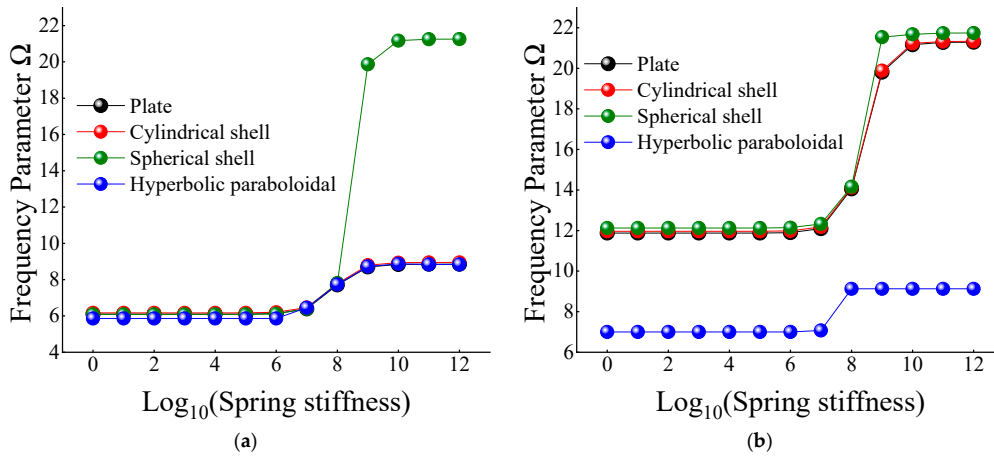 22
20
18
16
14
12
10
8
6
4
Frequency Parameter Ω
Plate
Cylindrical shell
Spherical shell
Hyperbolic paraboloidal
0 2 4 6 8 10 12
Log10(Spring stiffness)
(a)
22
20
18
16
14
12
10
8
6
Frequency Parameter Ω
Plate
Cylindrical shell
Spherical shell
Hyperbolic paraboloidal
0 2 4 6 8 10 12
Log10(Spring stiffness)
(b)